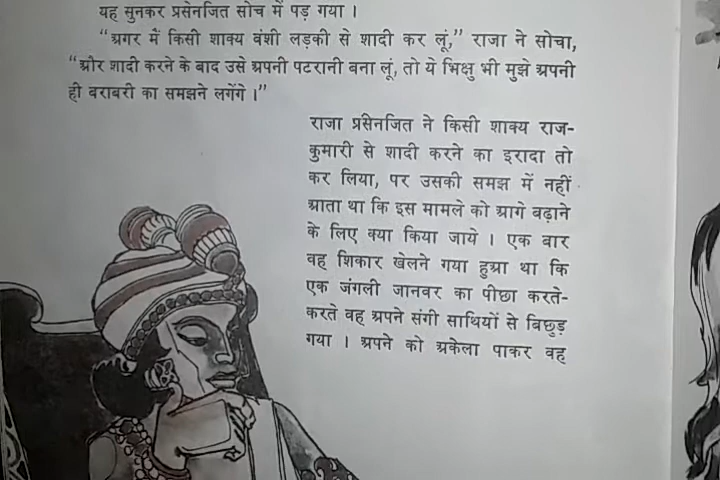 यह सुनकर प्रसेनजित सोच में पड़ गया ।
“अगर मैं किसी शाक्य वंशी लड़की से शादी कर लूं,” राजा ने सोचा,
“और शादी करने के बाद उसे अपनी पटरानी बना लूं, तो ये भिक्षु भी मुझे अपनी
ही बराबरी का समझने लगेंगे ।”
राजा प्रसेनजित ने किसी शाक्य राज-
कुमारी से शादी करने का इरादा तो
कर लिया, पर उसकी समझ में नहीं
आता था कि इस मामले को आगे बढ़ाने
के लिए क्या किया जाये । एक बार
वह शिकार खेलने गया हुआ था कि
एक जंगली जानवर का पीछा करते-
करते वह अपने संगी साथियों से बिछुड़
गया । अपने को अकेला पाकर वह